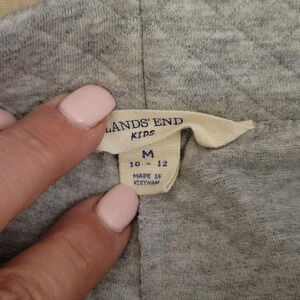 LANDS' END
KIDS
M
10 - 12
MADE IN
VIETNAM